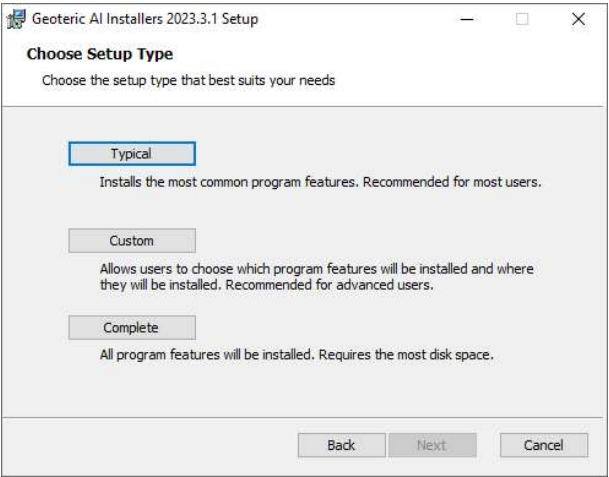 Geoteric AI Installers 2023.3.1 Setup
Choose Setup Type
Choose the setup type that best suits your needs
Typical
Installs the most common program features. Recommended for most users.
Custom
Allows users to choose which program features will be installed and where
they will be installed. Recommended for advanced users.
Complete
All program features will be installed. Requires the most disk space.
Back
Next
Cancel